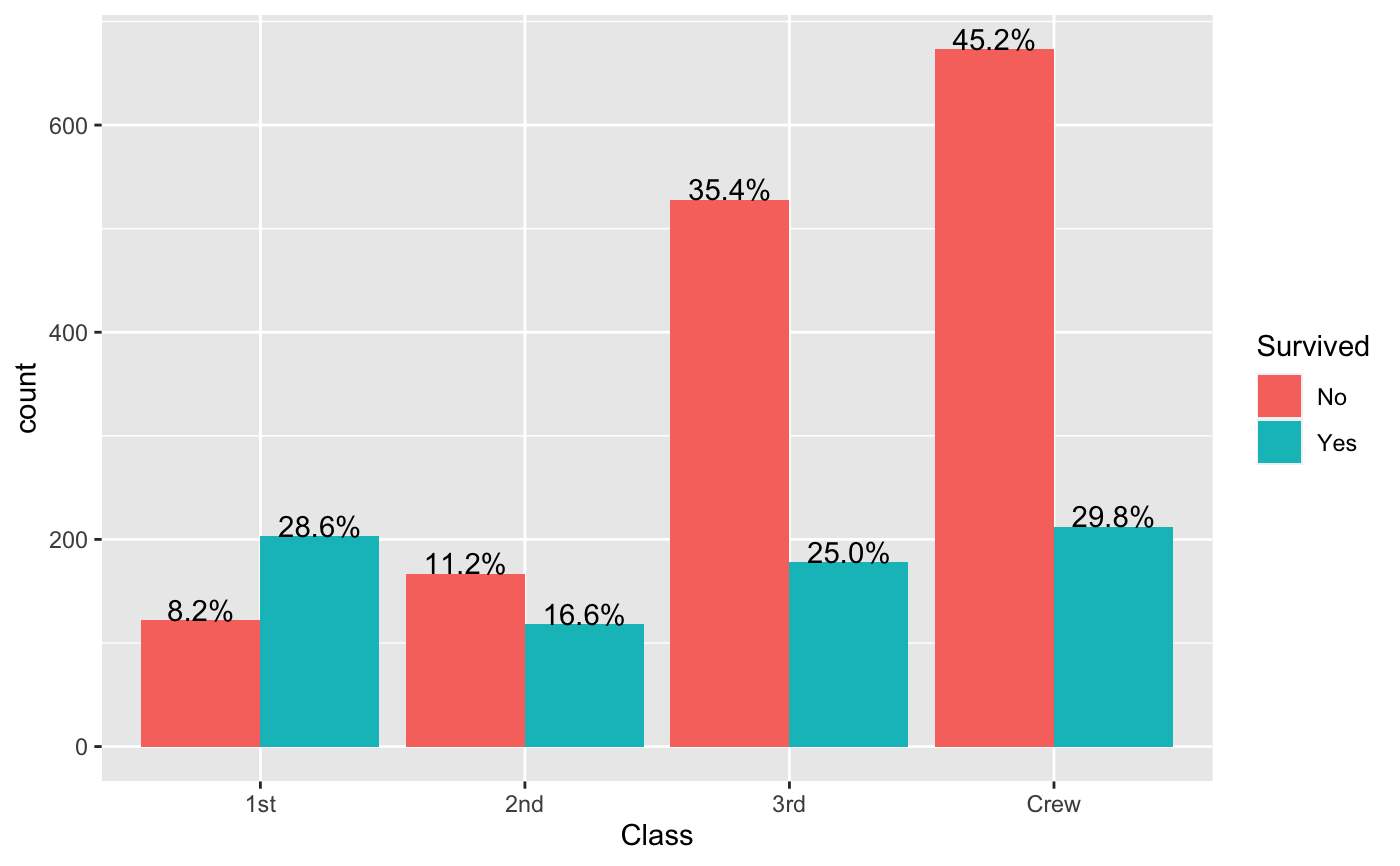 45.2%
600
35.4%
400
Survived
count
No
Yes
28.6%
29.8%
200
25.0%
11.2%
8.2%
16.6%
0
1st
2nd
3rd
Crew
Class